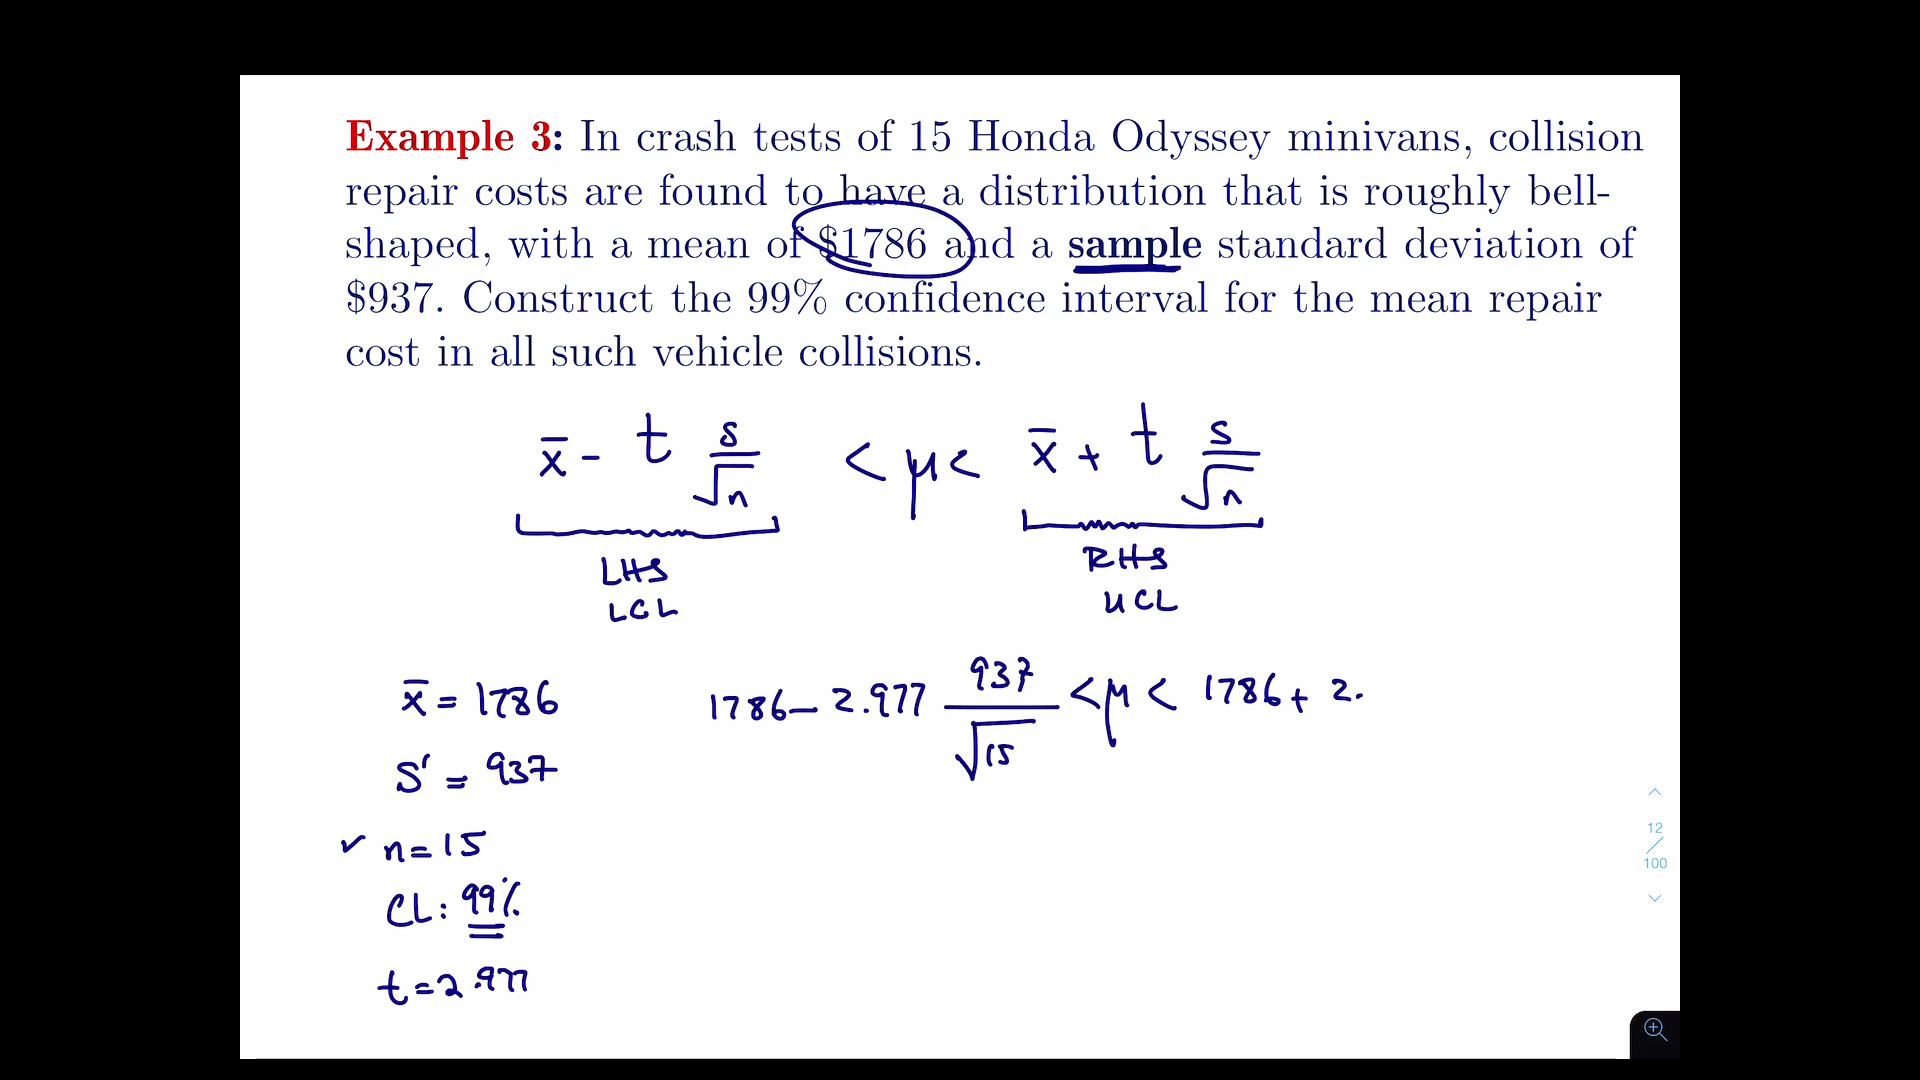 Example 3: In crash tests of 15 Honda Odyssey minivans, collision
repair costs are found to have a distribution that is roughly bell-
shaped, with a mean of $1786 and a sample standard deviation of
$937. Construct the 99% confidence interval for the mean repair
cost in all such vehicle collisions.
x̄ - t s/√n < μ < x̄ + t s/√n
LHS RHS
LCL UCL
x̄ = 1786
1786 - 2.977 937/√15 < μ < 1786 + 2.
S' = 937
✓ n = 15
CL: 99%
t = 2.977
12
/
100